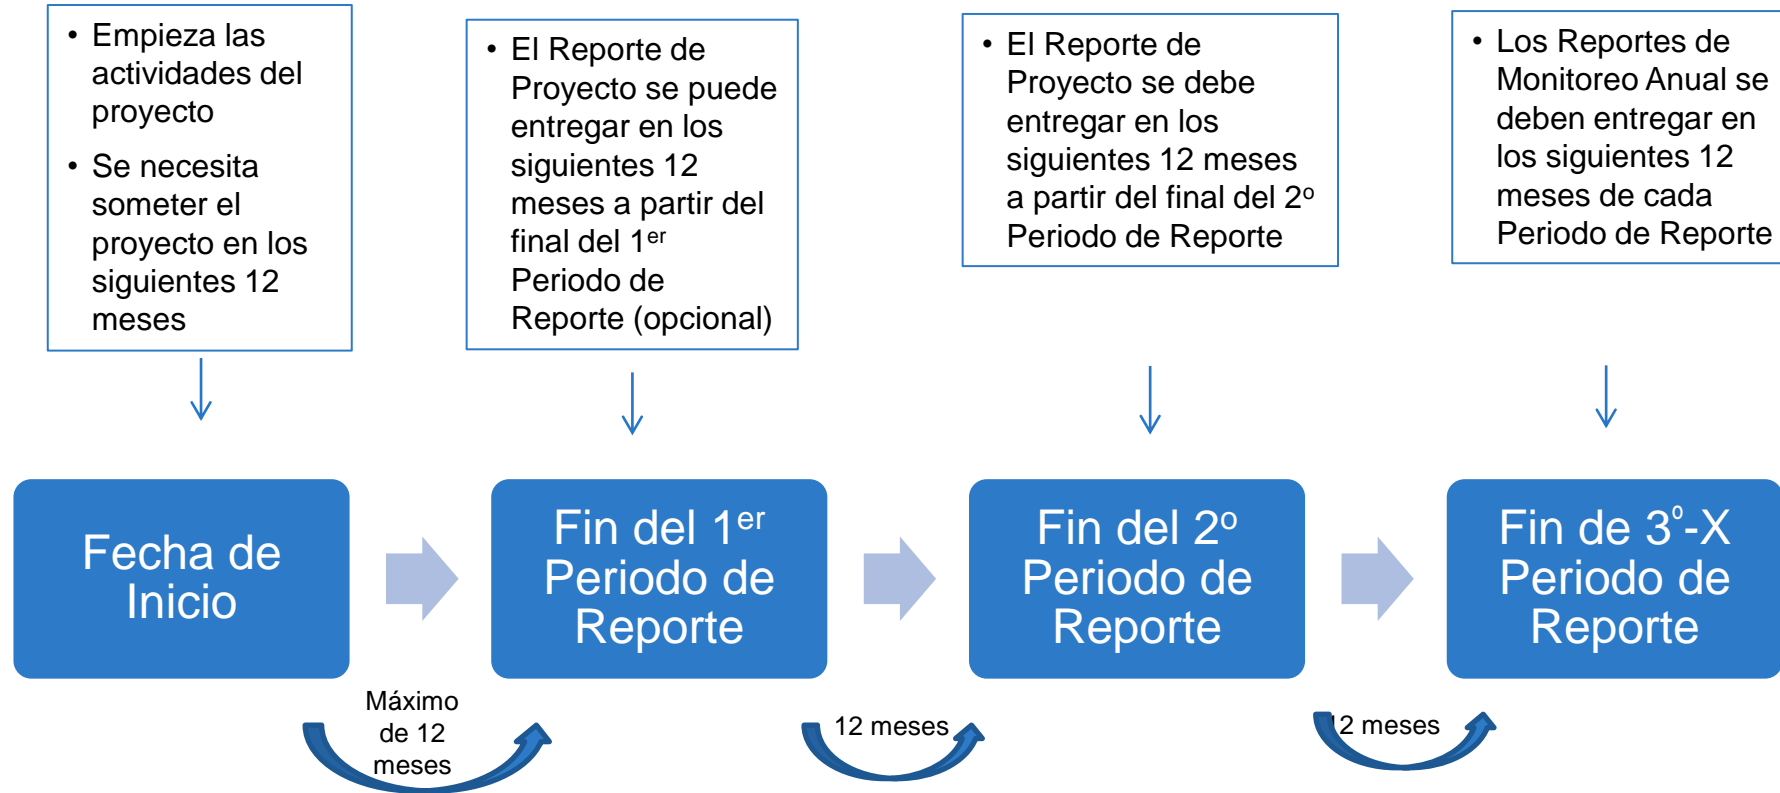 • Empieza las
actividades del
proyecto
• Se necesita
someter el
proyecto en los
siguientes 12
meses
• El Reporte de
Proyecto se puede
entregar en los
siguientes 12
meses a partir del
final del 1er
Periodo de
Reporte (opcional)
• El Reporte de
Proyecto se debe
entregar en los
siguientes 12 meses
a partir del final del 2º
Periodo de Reporte
• Los Reportes de
Monitoreo Anual se
deben entregar en
los siguientes 12
meses de cada
Periodo de Reporte
Fecha de
Inicio
Fin del 1er
Periodo de
Reporte
Fin del 2º
Periodo de
Reporte
Fin de 3º-X
Periodo de
Reporte
Máximo
de 12
meses
12 meses
12 meses